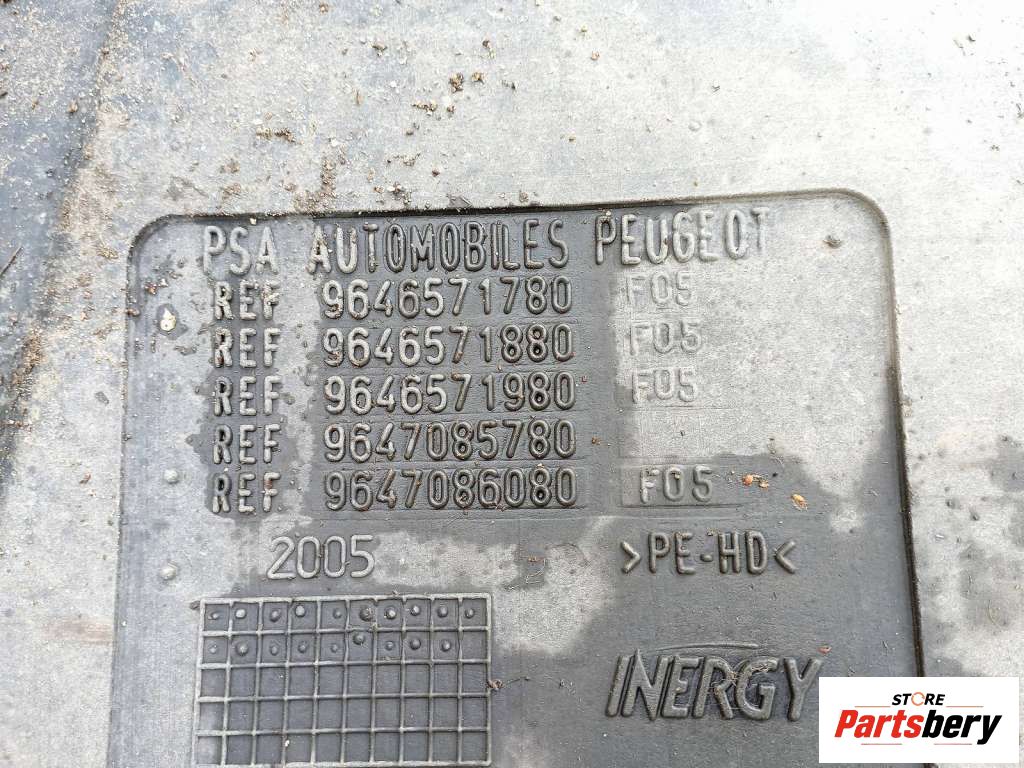 PSA AUTOMOBILES PEUGEOT
REF 9646571780 F05
REF 9646571880 F05
REF 9646571980 F05
REF 9647085780
REF 9647086080 F05
2005 >PE-HD<
INERGY
STORE
Partsbery